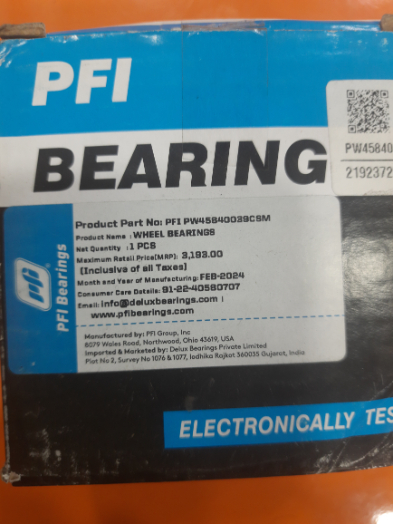 PFI
BEARING
PW45840
2192372
Product Part No: PFI PW45840039CSM
Product Name : WHEEL BEARINGS
Net Quantity : 1 PCS
Maximum Retail Price(MRP): 3,193.00
(Inclusive of all Taxes)
Month and Year of Manufacturing: FEB-2024
Consumer Care Details: 91-22-40580707
Email: info@deluxbearings.com |
www.pfibearings.com
PFI Bearings
Manufactured by: PFI Group, Inc
8079 Wales Road, Northwood, Ohio 43619, USA
Imported & Marketed by: Delux Bearings Private Limited
Plot No 2, Survey No 1076 & 1077, lodhika Rajkot 360035 Gujarat, India
ELECTRONICALLY TES